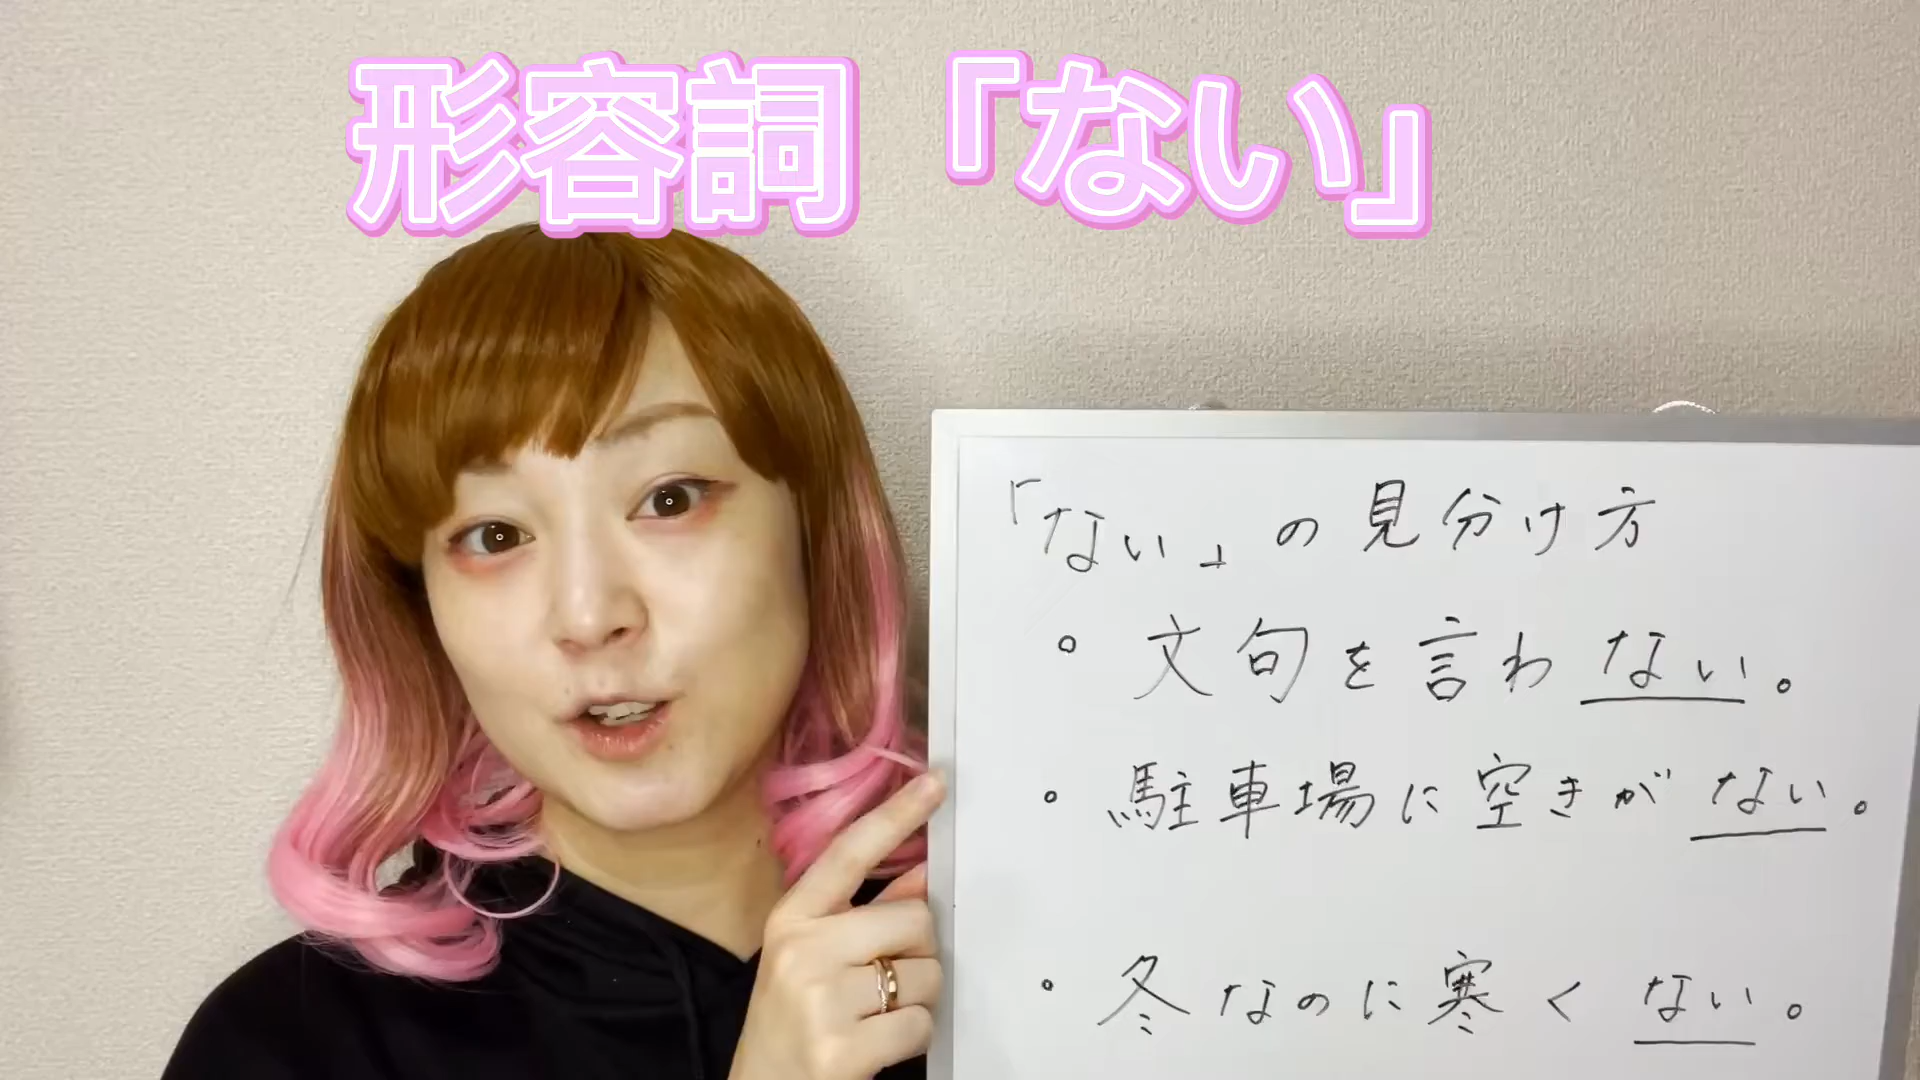 形容詞「ない」
「ない」の見分け方
・文句を言わない。
・駐車場に空きがない。
・冬なのに寒くない。